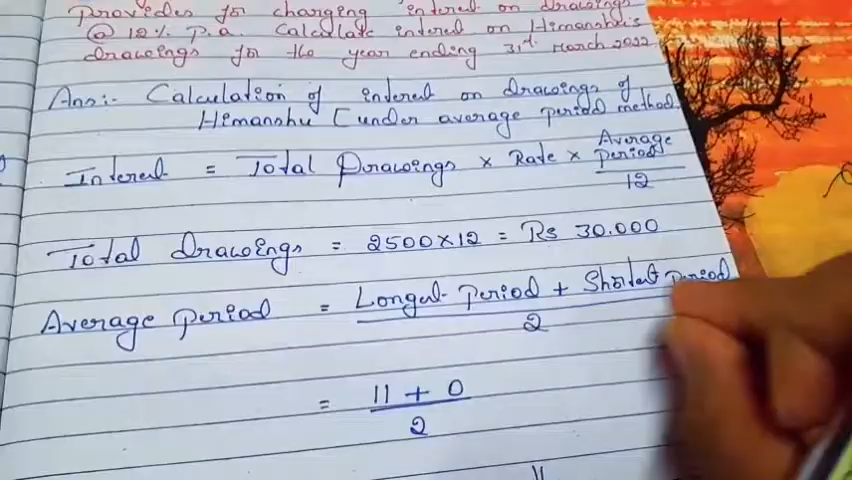 Provides for charging interest on drawings
@ 12% P.a. Calculate interest on Himanshu's
drawings for the year ending 31st March 2022
Ans:- Calculation of interest on drawings of
Himanshu (under average period method)
Interest = Total Drawings × Rate × Average Period / 12
Total drawings = 2500×12 = Rs 30.000
Average Period = Longest Period + Shortest Period / 2
= 11 + 0 / 2
11